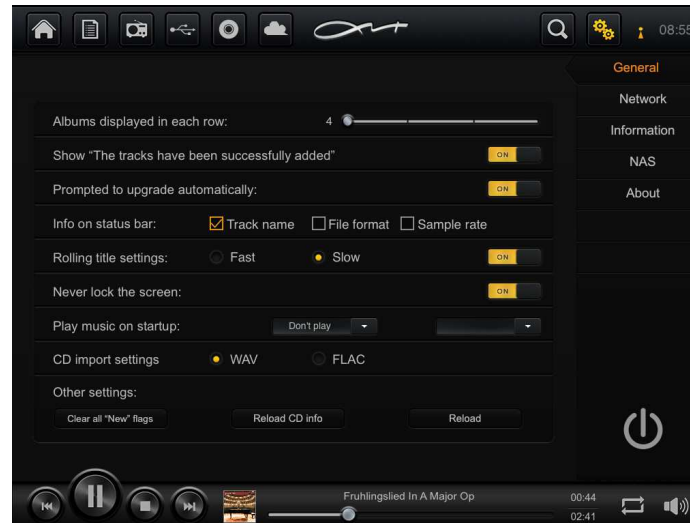 08:55
General
Network
Information
NAS
About
Albums displayed in each row: 4
Show “The tracks have been successfully added” ON
Prompted to upgrade automatically: ON
Info on status bar: Track name File format Sample rate
Rolling title settings: Fast Slow ON
Never lock the screen: ON
Play music on startup: Don't play
CD import settings WAV FLAC
Other settings:
Clear all “New” flags Reload CD info Reload
Fruhlingslied In A Major Op 00:44
02:41